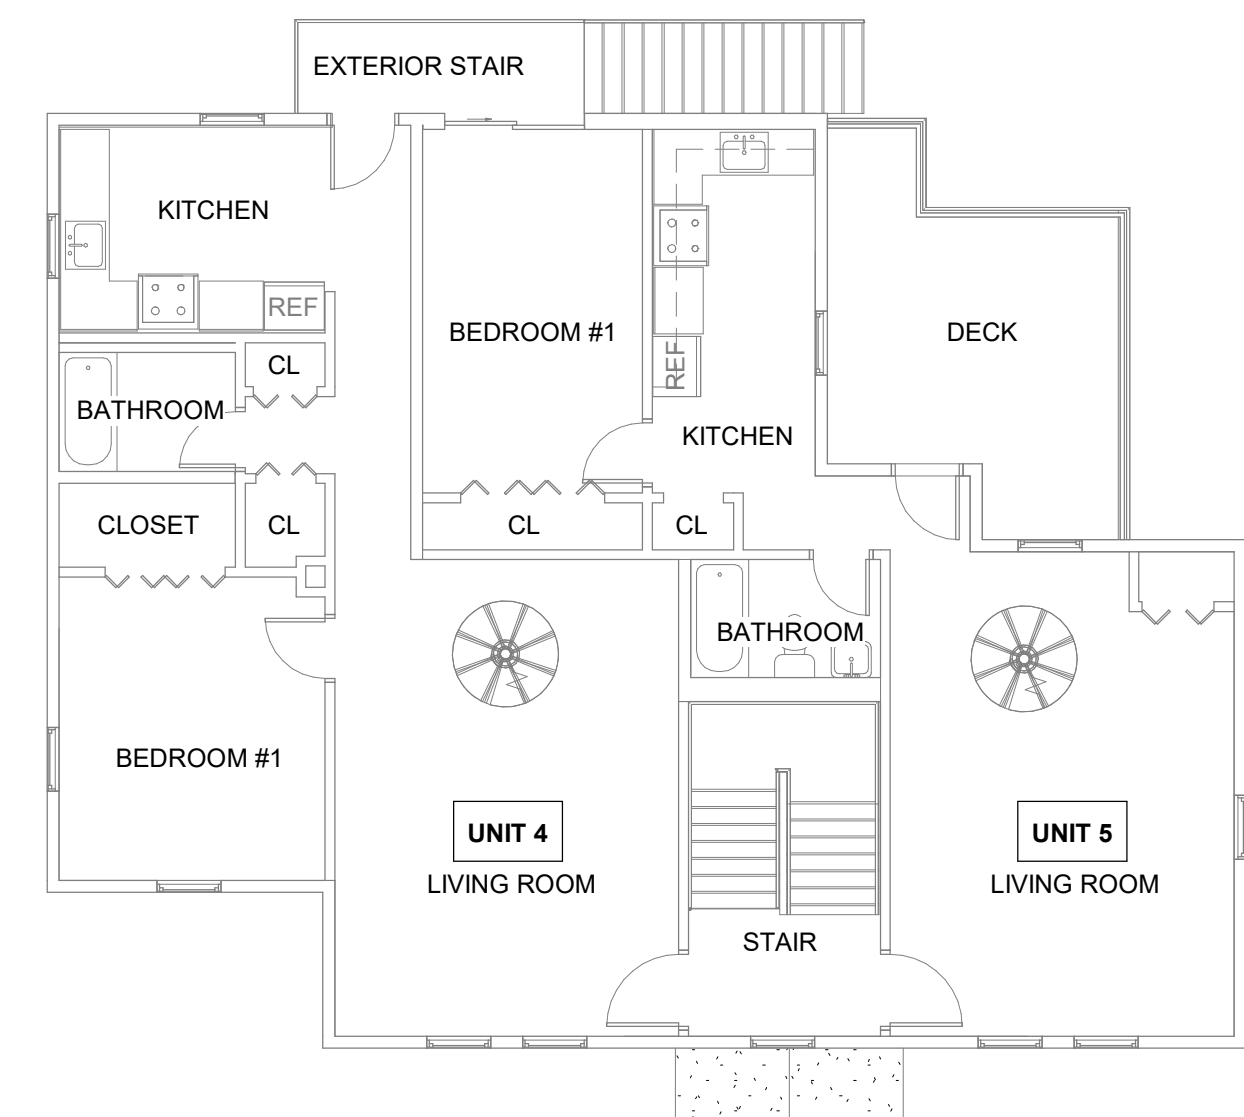 EXTERIOR STAIR
KITCHEN
REF
BEDROOM #1
DECK
CL
REF
BATHROOM
KITCHEN
CLOSET
CL
CL
CL
BATHROOM
BEDROOM #1
UNIT 4
LIVING ROOM
UNIT 5
LIVING ROOM
STAIR